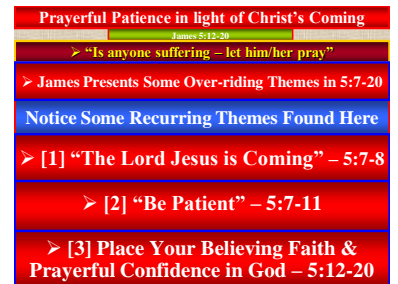 Prayerful Patience in light of Christ's Coming
James 5:12-20
➢ “Is anyone suffering – let him/her pray”
➢ James Presents Some Over-riding Themes in 5:7-20
Notice Some Recurring Themes Found Here
➢ [1] “The Lord Jesus is Coming” – 5:7-8
➢ [2] “Be Patient” – 5:7-11
➢ [3] Place Your Believing Faith &
Prayerful Confidence in God – 5:12-20